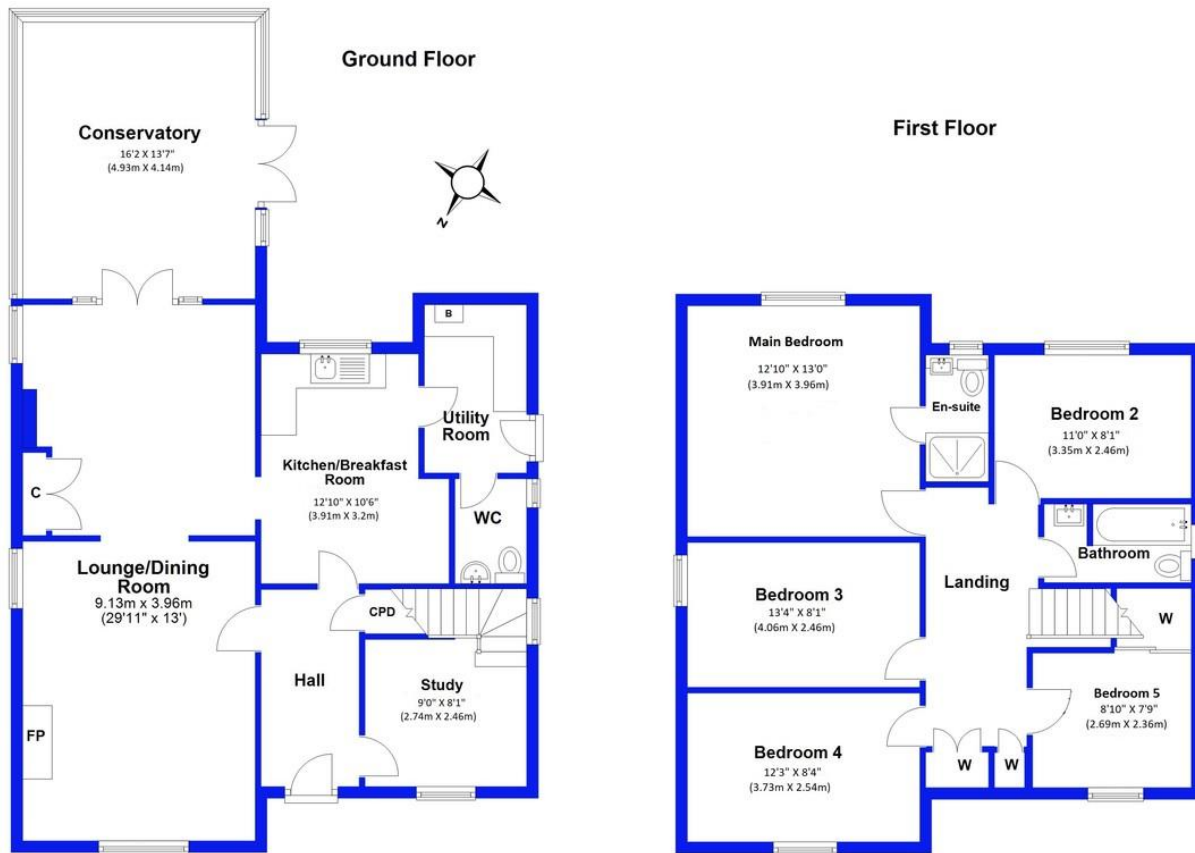 Ground Floor
Conservatory
16'2 X 13'7"
(4.93m X 4.14m)
N
B
Utility
Room
Kitchen/Breakfast
Room
12'10" X 10'6"
(3.91m X 3.2m)
C
WC
Lounge/Dining
Room
9.13m x 3.96m
(29'11" x 13')
CPD
Hall
Study
9'0" X 8'1"
(2.74m X 2.46m)
FP
First Floor
Main Bedroom
12'10" X 13'0"
(3.91m X 3.96m)
En-suite
Bedroom 2
11'0" X 8'1"
(3.35m X 2.46m)
Bathroom
Landing
Bedroom 3
13'4" X 8'1"
(4.06m X 2.46m)
W
Bedroom 5
8'10" X 7'9"
(2.69m X 2.36m)
Bedroom 4
12'3" X 8'4"
(3.73m X 2.54m)
W
W